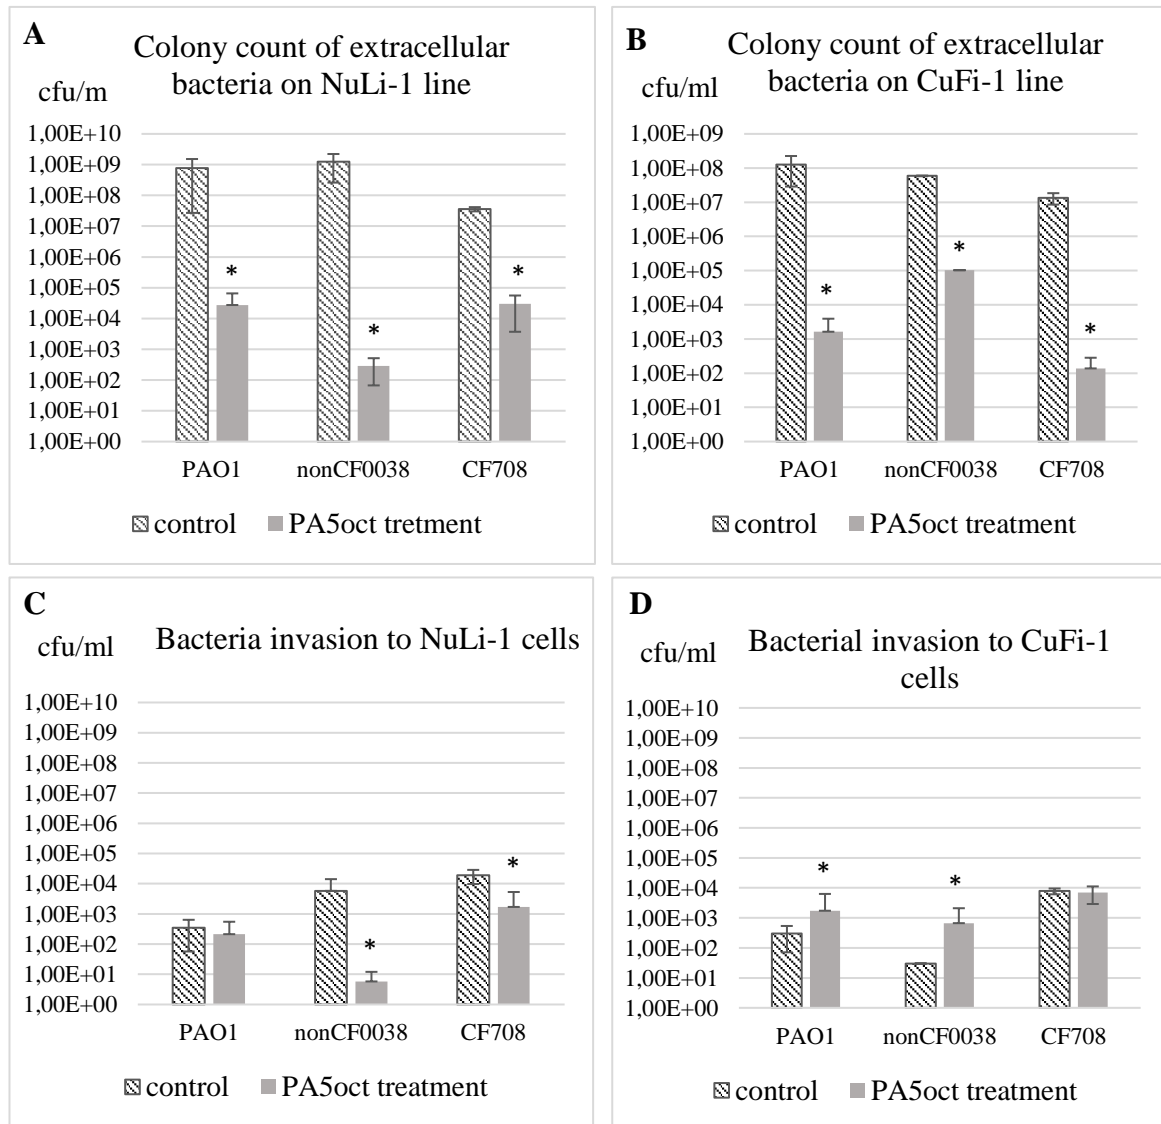 A
Colony count of extracellular
bacteria on NuLi-1 line
cfu/m
1,00E+10
1,00E+09
1,00E+08
1,00E+07
1,00E+06
1,00E+05
1,00E+04
1,00E+03
1,00E+02
1,00E+01
1,00E+00
*
*
*
PAO1 nonCF0038 CF708
control PA5oct tretment
B
Colony count of extracellular
bacteria on CuFi-1 line
cfu/ml
1,00E+09
1,00E+08
1,00E+07
1,00E+06
1,00E+05
1,00E+04
1,00E+03
1,00E+02
1,00E+01
1,00E+00
*
*
*
PAO1 nonCF0038 CF708
control PA5oct treatment
C
cfu/ml
Bacteria invasion to NuLi-1 cells
1,00E+10
1,00E+09
1,00E+08
1,00E+07
1,00E+06
1,00E+05
1,00E+04
1,00E+03
1,00E+02
1,00E+01
1,00E+00
*
*
PAO1 nonCF0038 CF708
control PA5oct treatment
D
cfu/ml
Bacterial invasion to CuFi-1
cells
1,00E+10
1,00E+09
1,00E+08
1,00E+07
1,00E+06
1,00E+05
1,00E+04
1,00E+03
1,00E+02
1,00E+01
1,00E+00
*
*
PAO1 nonCF0038 CF708
control PA5oct treatment